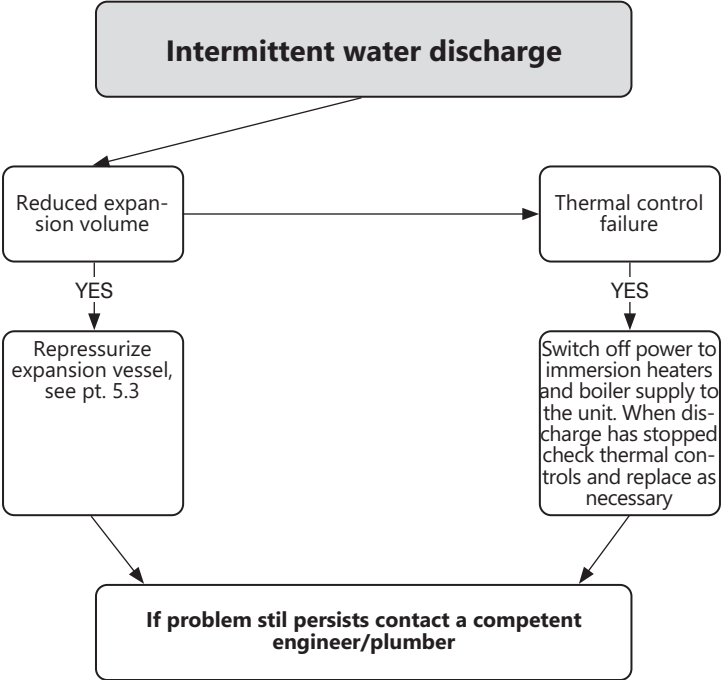 Intermittent water discharge
Reduced expan-
sion volume
Thermal control
failure
YES
YES
Repressurize
expansion vessel,
see pt. 5.3
Switch off power to
immersion heaters
and boiler supply to
the unit. When dis-
charge has stopped
check thermal con-
trols and replace as
necessary
If problem stil persists contact a competent
engineer/plumber